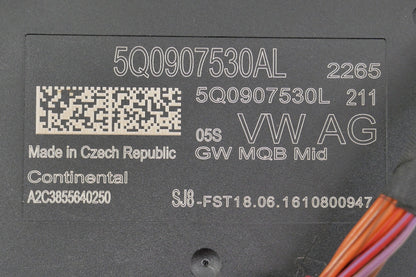 5Q0907530AL 2265
5Q0907530L 211
05S VW AG
Made in Czech Republic GW MQB Mid
Continental
A2C3855640250 SJ8-FST18.06.1610800947